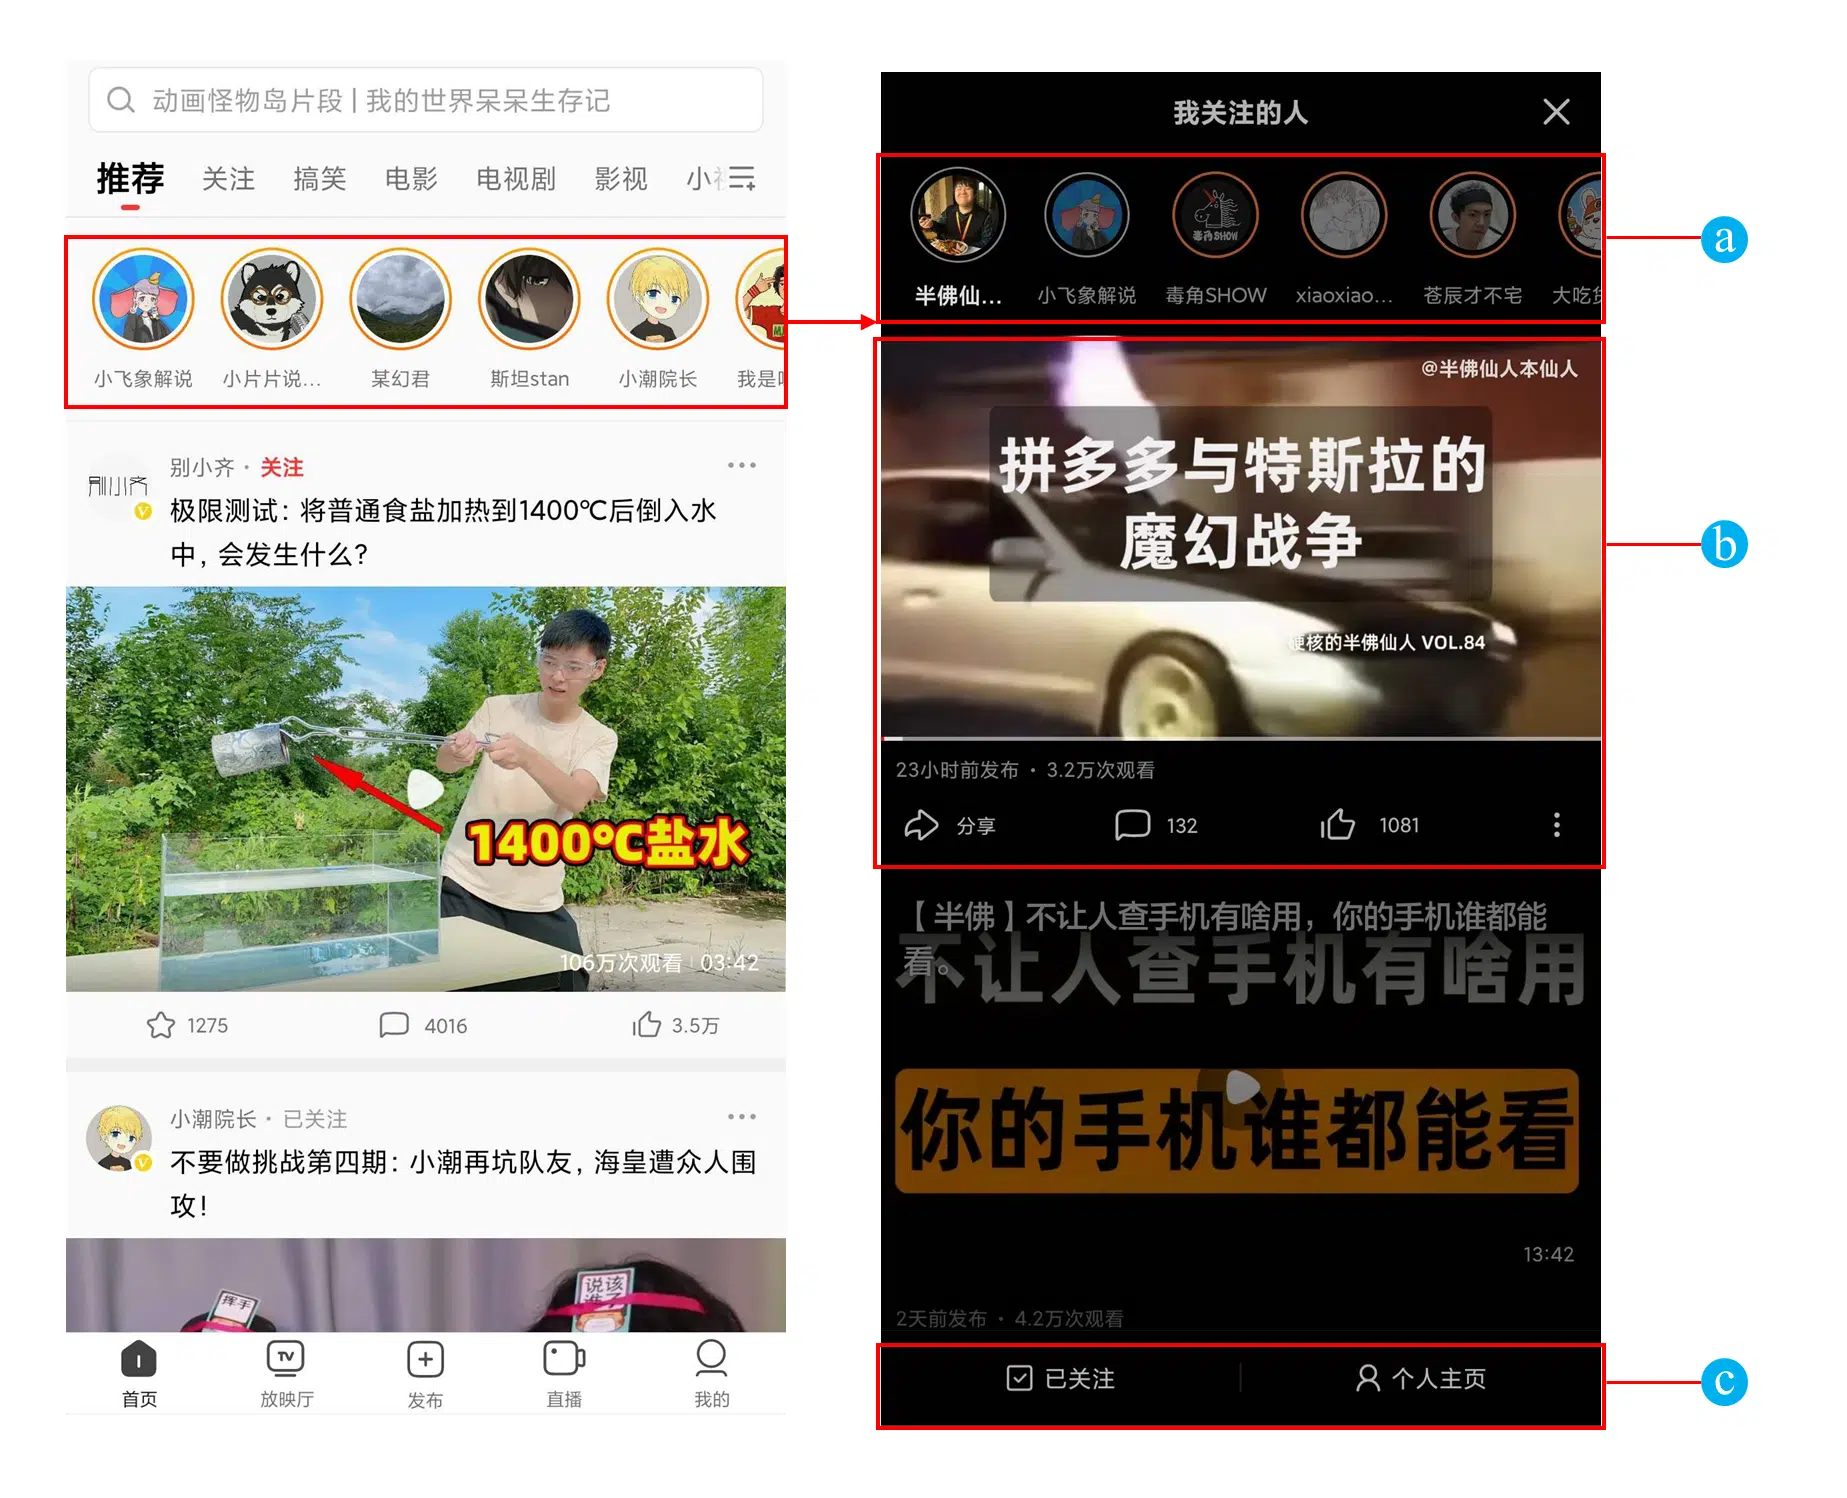 动画怪物岛片段 | 我的世界呆呆生存记
推荐 关注 搞笑 电影 电视剧 影视
小飞象解说 小片片说... 某幻君 斯坦stan 小潮院长 我是
别小齐
别小齐 · 关注
极限测试：将普通食盐加热到1400℃后倒入水
中，会发生什么？
1400℃盐水
106万次观看 | 03:42
1275 4016 3.5万
小潮院长 · 已关注
不要做挑战第四期：小潮再坑队友，海皇遭众人围
攻！
挥手
说该
TV
首页 放映厅 发布 直播 我的
我关注的人
毒角SHOW
半佛仙... 小飞象解说 毒角SHOW xiaoxiao... 苍辰才不宅 大吃货
@半佛仙人本仙人
拼多多与特斯拉的
魔幻战争
硬核的半佛仙人 VOL.84
23小时前发布 · 3.2万次观看
分享 132 1081
【半佛】不让人查手机有啥用，你的手机谁都能
看。
不让人查手机有啥用
你的手机谁都能看
13:42
2天前发布 · 4.2万次观看
已关注 个人主页
a
b
c